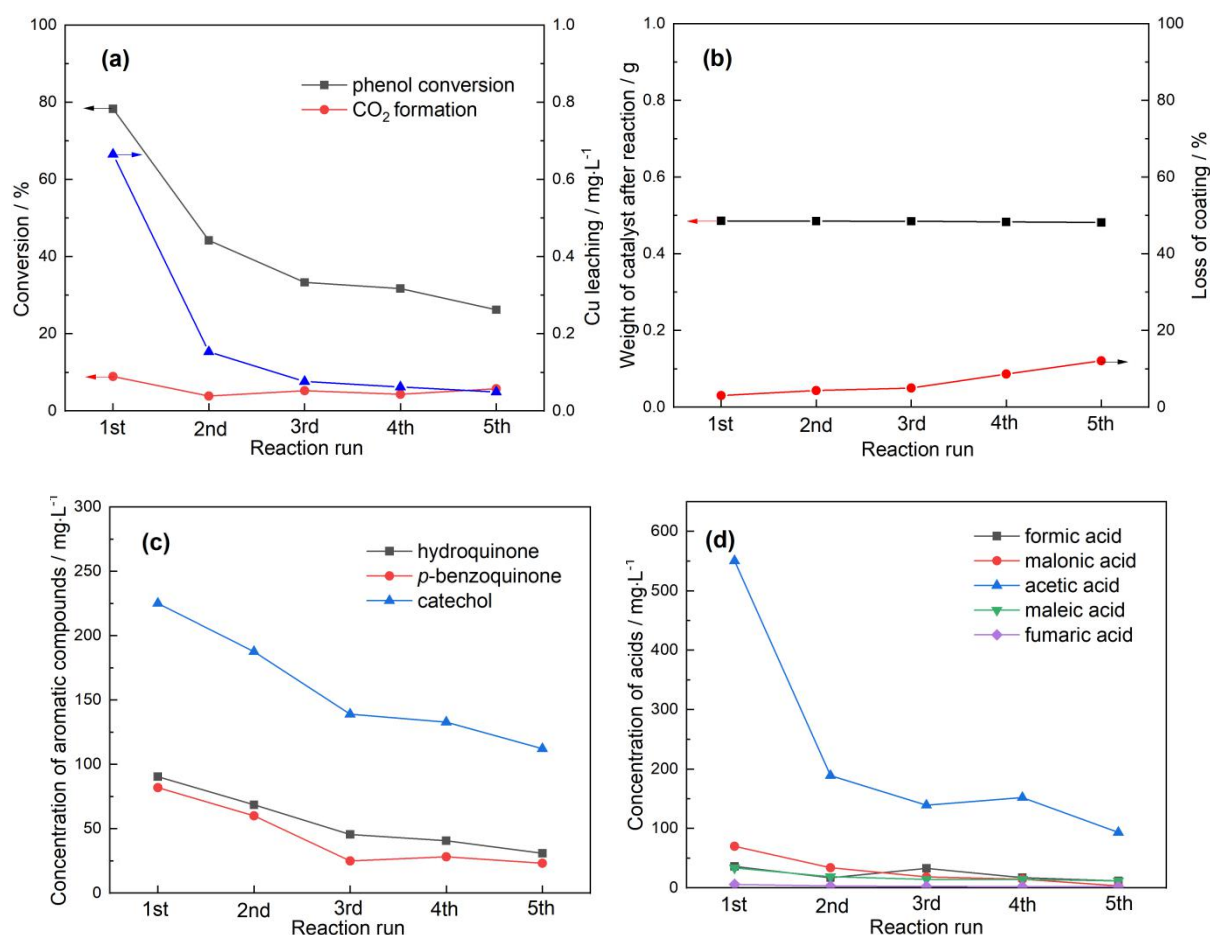 (a)
phenol conversion
CO₂ formation
Conversion / %
100
80
60
40
20
0
Cu leaching / mg·L⁻¹
1.0
0.8
0.6
0.4
0.2
0.0
1st 2nd 3rd 4th 5th
Reaction run
(b)
Weight of catalyst after reaction / g
1.0
0.8
0.6
0.4
0.2
0.0
Loss of coating / %
100
80
60
40
20
0
1st 2nd 3rd 4th 5th
Reaction run
(c)
hydroquinone
p-benzoquinone
catechol
Concentration of aromatic compounds / mg·L⁻¹
300
250
200
150
100
50
0
1st 2nd 3rd 4th 5th
Reaction run
(d)
formic acid
malonic acid
acetic acid
maleic acid
fumaric acid
Concentration of acids / mg·L⁻¹
600
500
400
300
200
100
0
1st 2nd 3rd 4th 5th
Reaction run